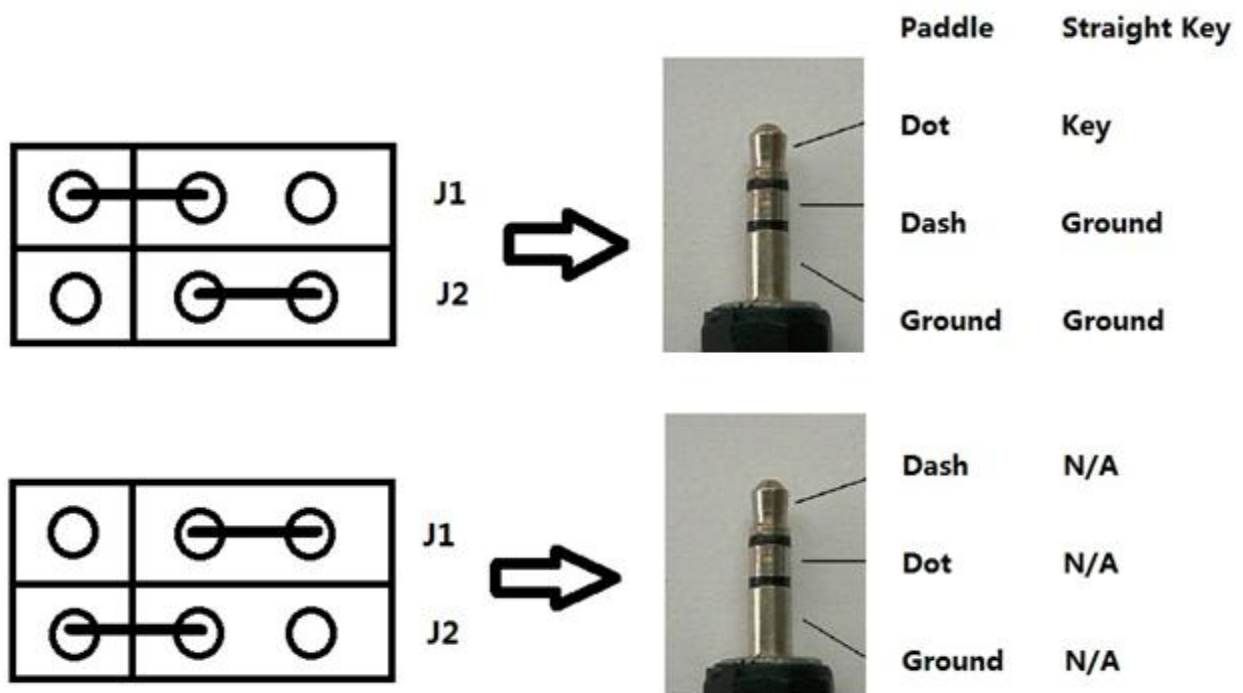 Paddle Straight Key
Dot Key
J1
Dash Ground
J2
Ground Ground
Dash N/A
J1
Dot N/A
J2
Ground N/A